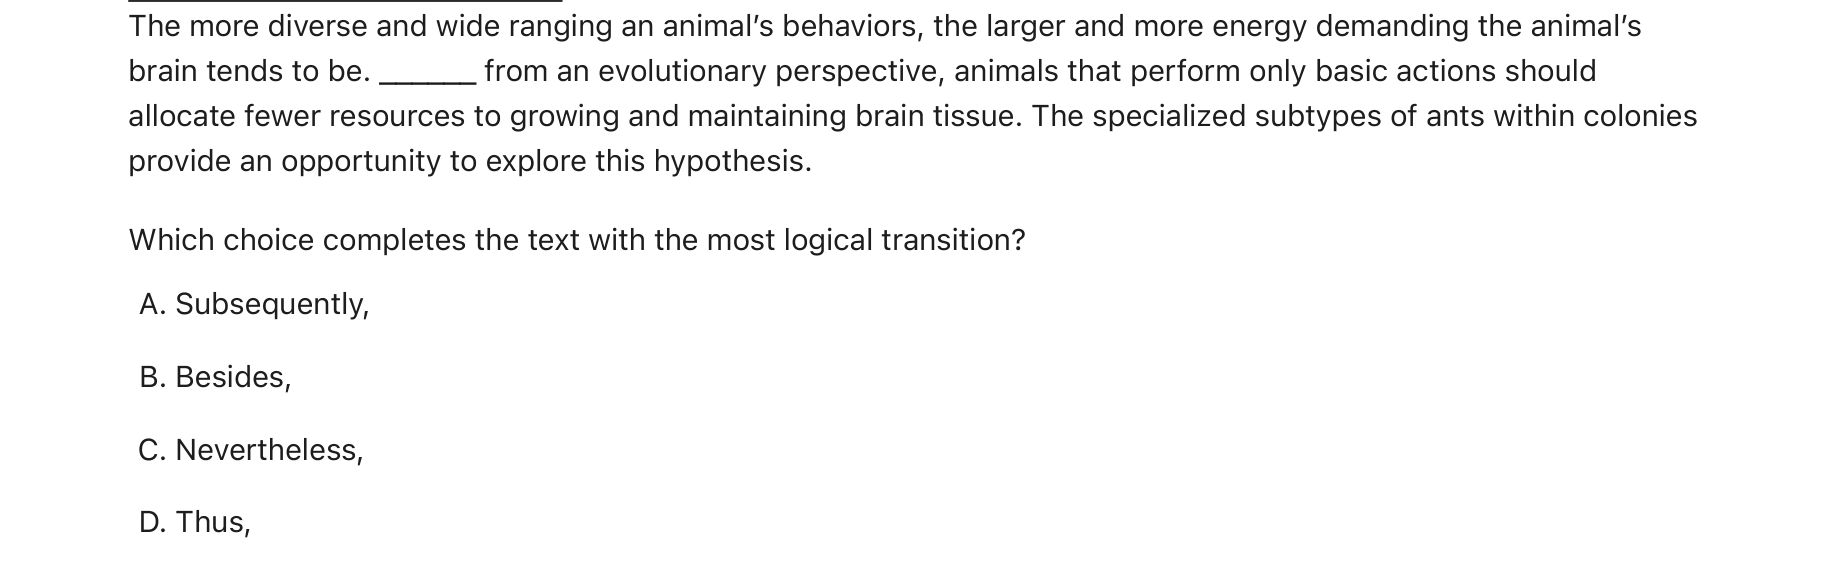 The more diverse and wide ranging an animal’s behaviors, the larger and more energy demanding the animal’s
brain tends to be. ______ from an evolutionary perspective, animals that perform only basic actions should
allocate fewer resources to growing and maintaining brain tissue. The specialized subtypes of ants within colonies
provide an opportunity to explore this hypothesis.
Which choice completes the text with the most logical transition?
A. Subsequently,
B. Besides,
C. Nevertheless,
D. Thus,